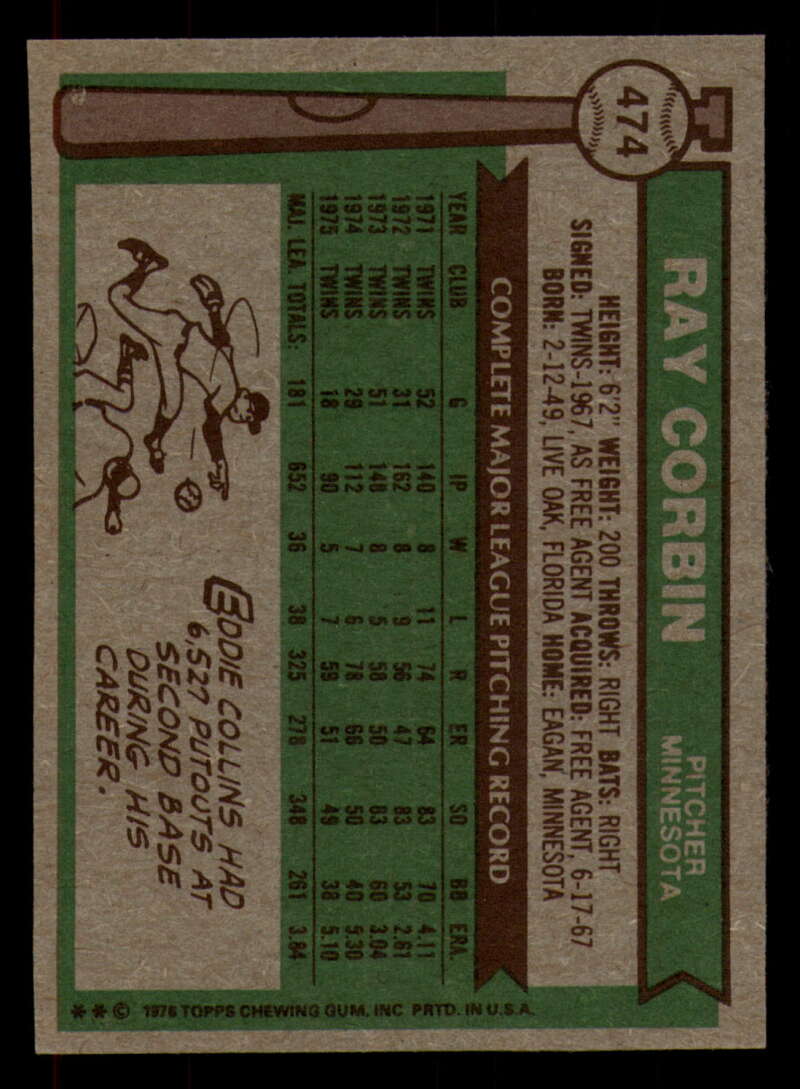 474
RAY CORBIN
PITCHER
MINNESOTA
HEIGHT: 6'2" WEIGHT: 200 THROWS: RIGHT BATS: RIGHT
SIGNED: TWINS-1967, AS FREE AGENT ACQUIRED: FREE AGENT, 6-17-67
BORN: 2-12-49, LIVE OAK, FLORIDA HOME: EAGAN, MINNESOTA
COMPLETE MAJOR LEAGUE PITCHING RECORD
YEAR CLUB G IP W L R ER SO BB ERA.
1971 TWINS 52 140 8 11 74 64 83 70 4.11
1972 TWINS 31 162 8 9 56 47 83 53 2.61
1973 TWINS 51 148 8 5 58 50 83 60 3.04
1974 TWINS 29 112 7 6 78 66 50 40 5.30
1975 TWINS 18 90 5 7 59 51 49 38 5.10
MAJ. LEA. TOTALS: 181 652 36 38 325 278 348 261 3.84
EDDIE COLLINS HAD
6,527 PUTOUTS AT
SECOND BASE
DURING HIS
CAREER.
** © 1976 TOPPS CHEWING GUM, INC PRTD. IN U.S.A.